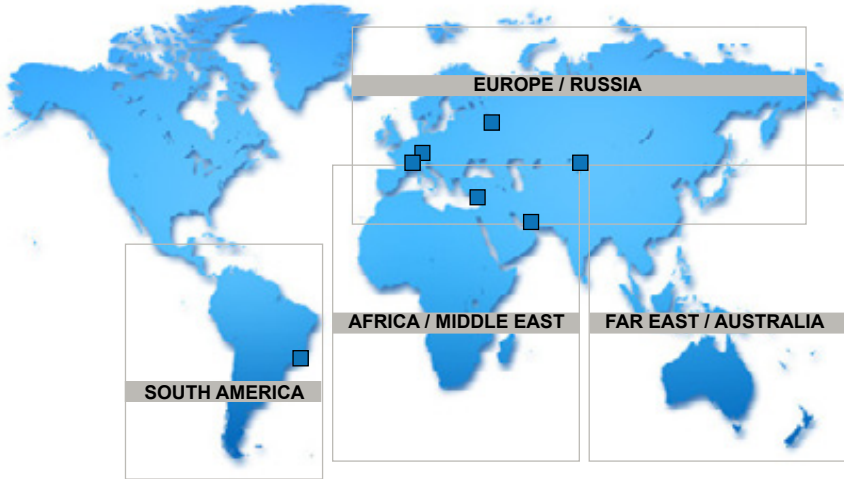 EUROPE / RUSSIA
AFRICA / MIDDLE EAST
FAR EAST / AUSTRALIA
SOUTH AMERICA